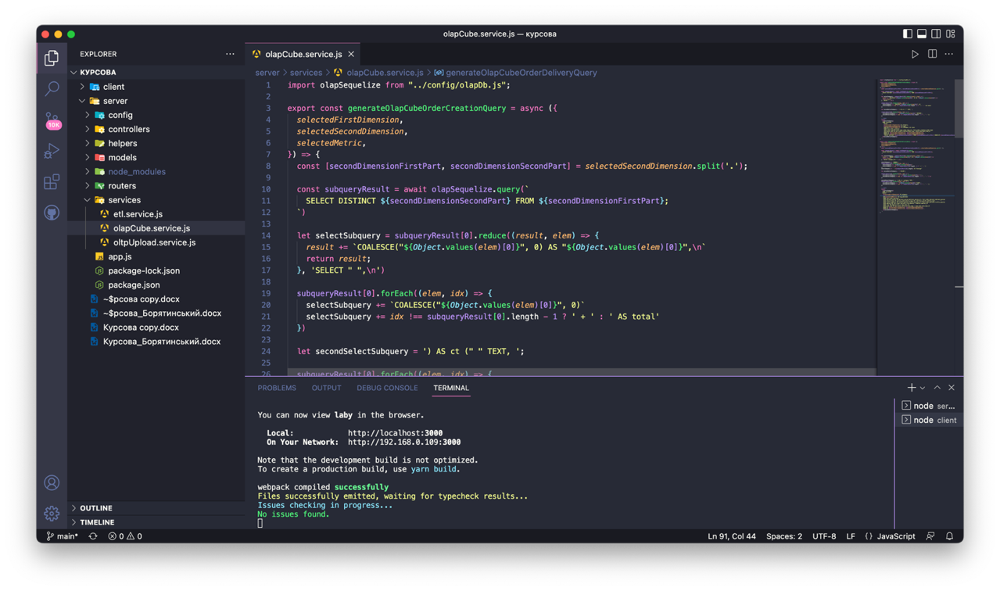 olapCube.service.js — курсова
EXPLORER
КУРСОВА
client
server
config
controllers
helpers
models
node_modules
routers
services
etl.service.js
olapCube.service.js
oltpUpload.service.js
app.js
package-lock.json
package.json
~$рсова copy.docx
~$рсова_Борятинський.docx
Курсова copy.docx
Курсова_Борятинський.docx
OUTLINE
TIMELINE
10K
olapCube.service.js
server > services > olapCube.service.js > generateOlapCubeOrderDeliveryQuery
1 import olapSequelize from "../config/olapDb.js";
2
3 export const generateOlapCubeOrderCreationQuery = async ({
4 selectedFirstDimension,
5 selectedSecondDimension,
6 selectedMetric,
7 }) => {
8 const [secondDimensionFirstPart, secondDimensionSecondPart] = selectedSecondDimension.split('.');
9
10 const subqueryResult = await olapSequelize.query(`
11 SELECT DISTINCT ${secondDimensionSecondPart} FROM ${secondDimensionFirstPart};
12 `)
13
14 let selectSubquery = subqueryResult[0].reduce((result, elem) => {
15 result += `COALESCE("${Object.values(elem)[0]}", 0) AS "${Object.values(elem)[0]}",\n`
16 return result;
17 }, 'SELECT " ",\n')
18
19 subqueryResult[0].forEach((elem, idx) => {
20 selectSubquery += `COALESCE("${Object.values(elem)[0]}", 0)`
21 selectSubquery += idx !== subqueryResult[0].length - 1 ? ' + ' : ' AS total'
22 })
23
24 let secondSelectSubquery = ') AS ct (" " TEXT, ';
25
26 subqueryResult[0].forEach((elem, idx) => {
PROBLEMS OUTPUT DEBUG CONSOLE TERMINAL
You can now view laby in the browser.
Local: http://localhost:3000
On Your Network: http://192.168.0.109:3000
Note that the development build is not optimized.
To create a production build, use yarn build.
webpack compiled successfully
Files successfully emitted, waiting for typecheck results...
Issues checking in progress...
No issues found.
node ser...
node client
main* 0 0 Ln 91, Col 44 Spaces: 2 UTF-8 LF {} JavaScript